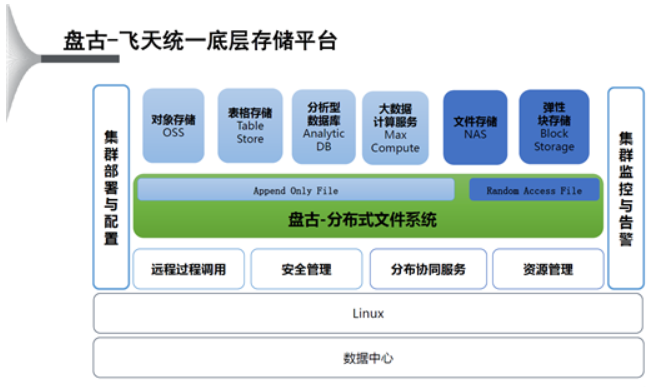 盘古-飞天统一底层存储平台
集群部署与配置
对象存储
OSS
表格存储
Table
Store
分析型
数据库
Analytic
DB
大数据
计算服务
Max
Compute
文件存储
NAS
弹性
块存储
Block
Storage
集群监控与告警
Append Only File
Random Access File
盘古-分布式文件系统
远程过程调用
安全管理
分布协同服务
资源管理
Linux
数据中心